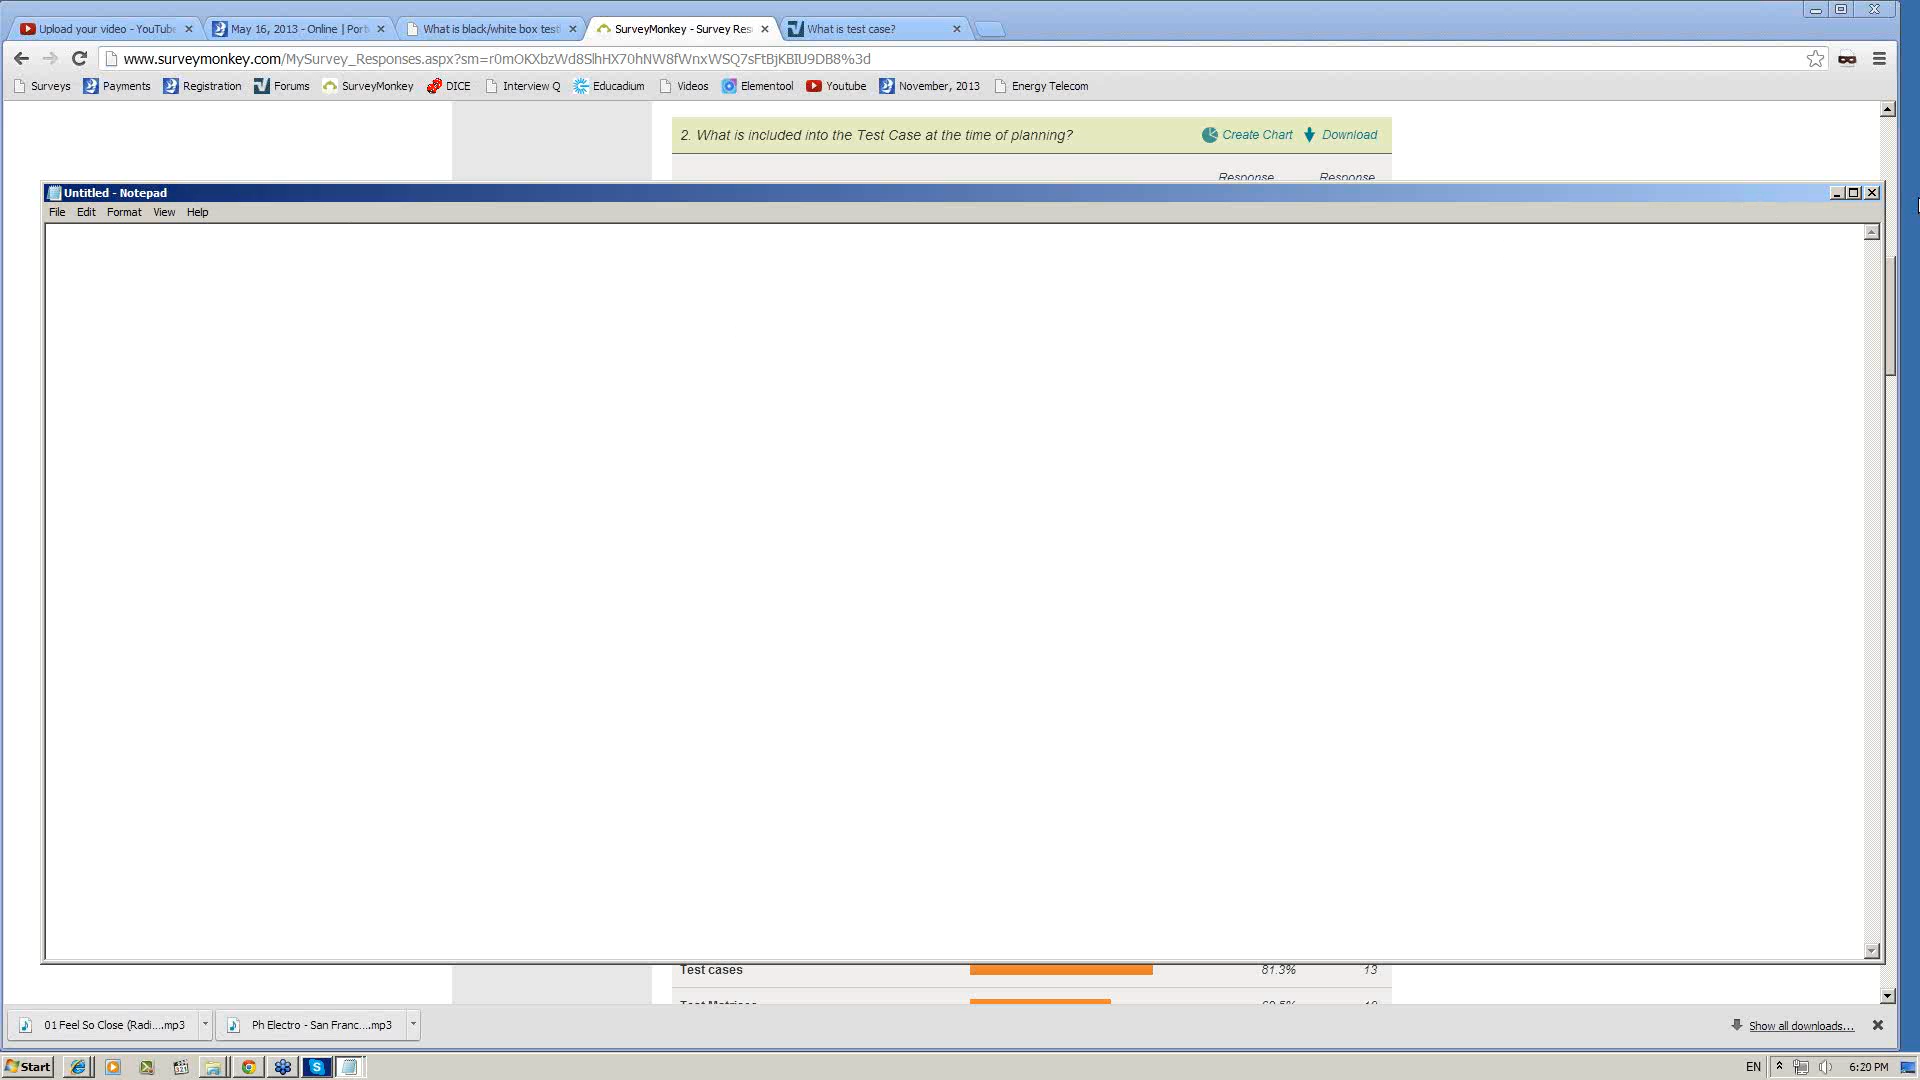 Upload your video - YouTube
May 16, 2013 - Online | Port
What is black/white box test
SurveyMonkey - Survey Res
What is test case?
www.surveymonkey.com/MySurvey_Responses.aspx?sm=r0mOKXbzWd8SlhHX70hNW8fWnxWSQ7sFtBjKBIU9DB8%3d
Surveys Payments Registration Forums SurveyMonkey DICE Interview Q Educadium Videos Elementool Youtube November, 2013 Energy Telecom
2. What is included into the Test Case at the time of planning? Create Chart Download
Response Response
Untitled - Notepad
File Edit Format View Help
Test cases 81.3% 13
Test Matrices
01 Feel So Close (Radi....mp3 Ph Electro - San Franc....mp3 Show all downloads...
Start EN 6:20 PM